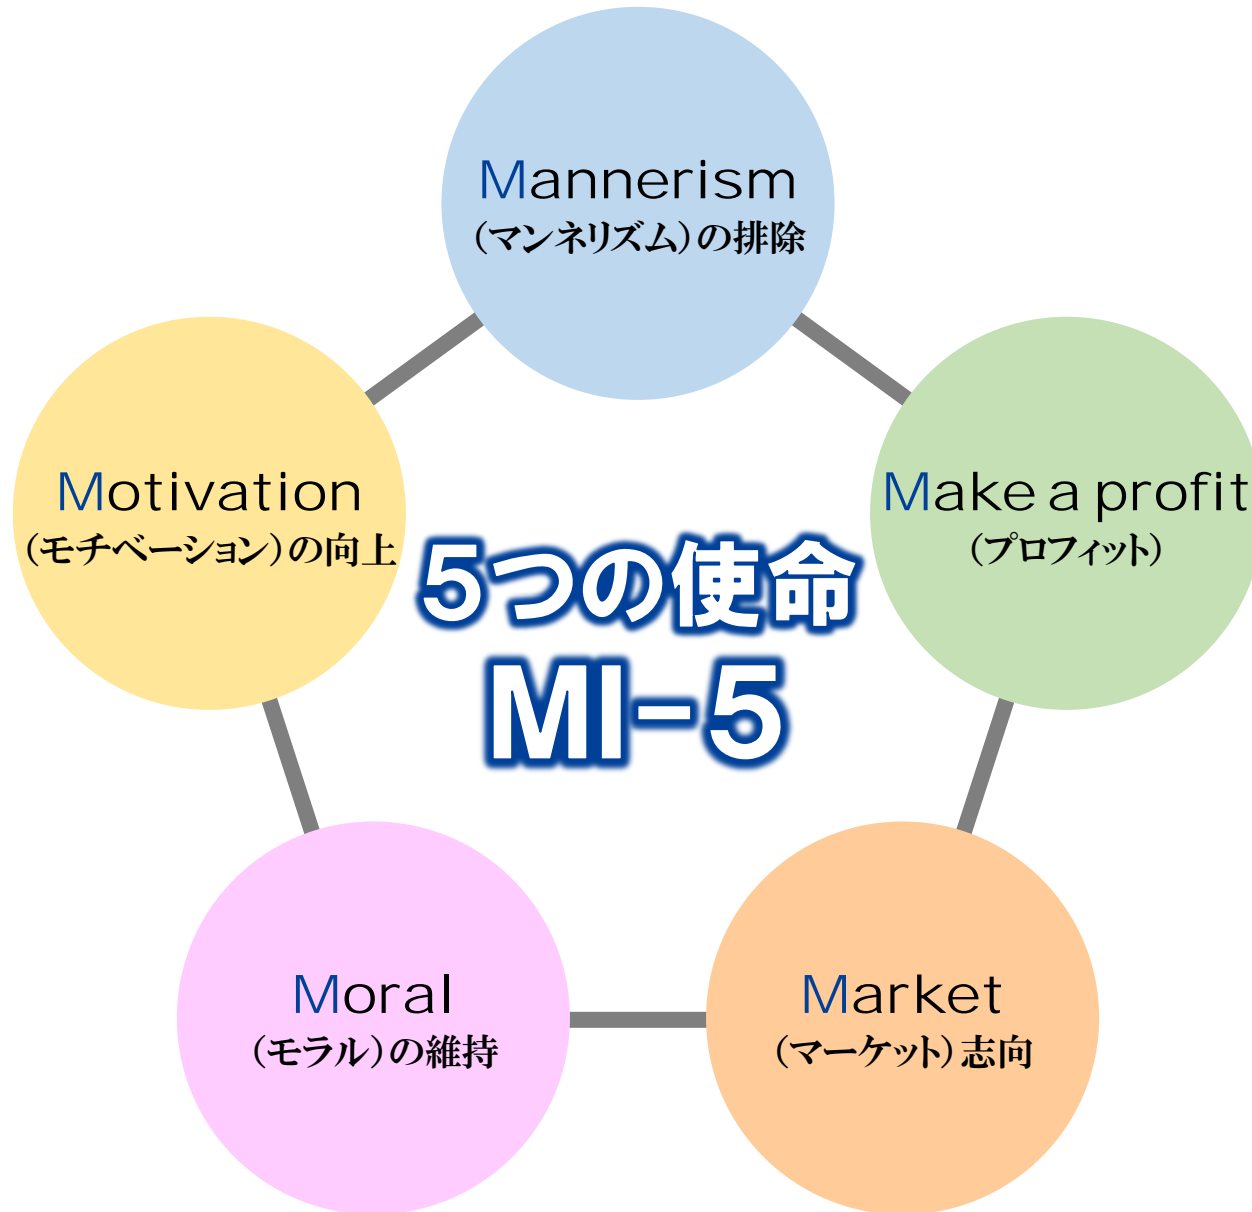 Mannerism
（マンネリズム）の排除
Motivation
（モチベーション）の向上
Make a profit
（プロフィット）
5つの使命
MI-5
Moral
（モラル）の維持
Market
（マーケット）志向